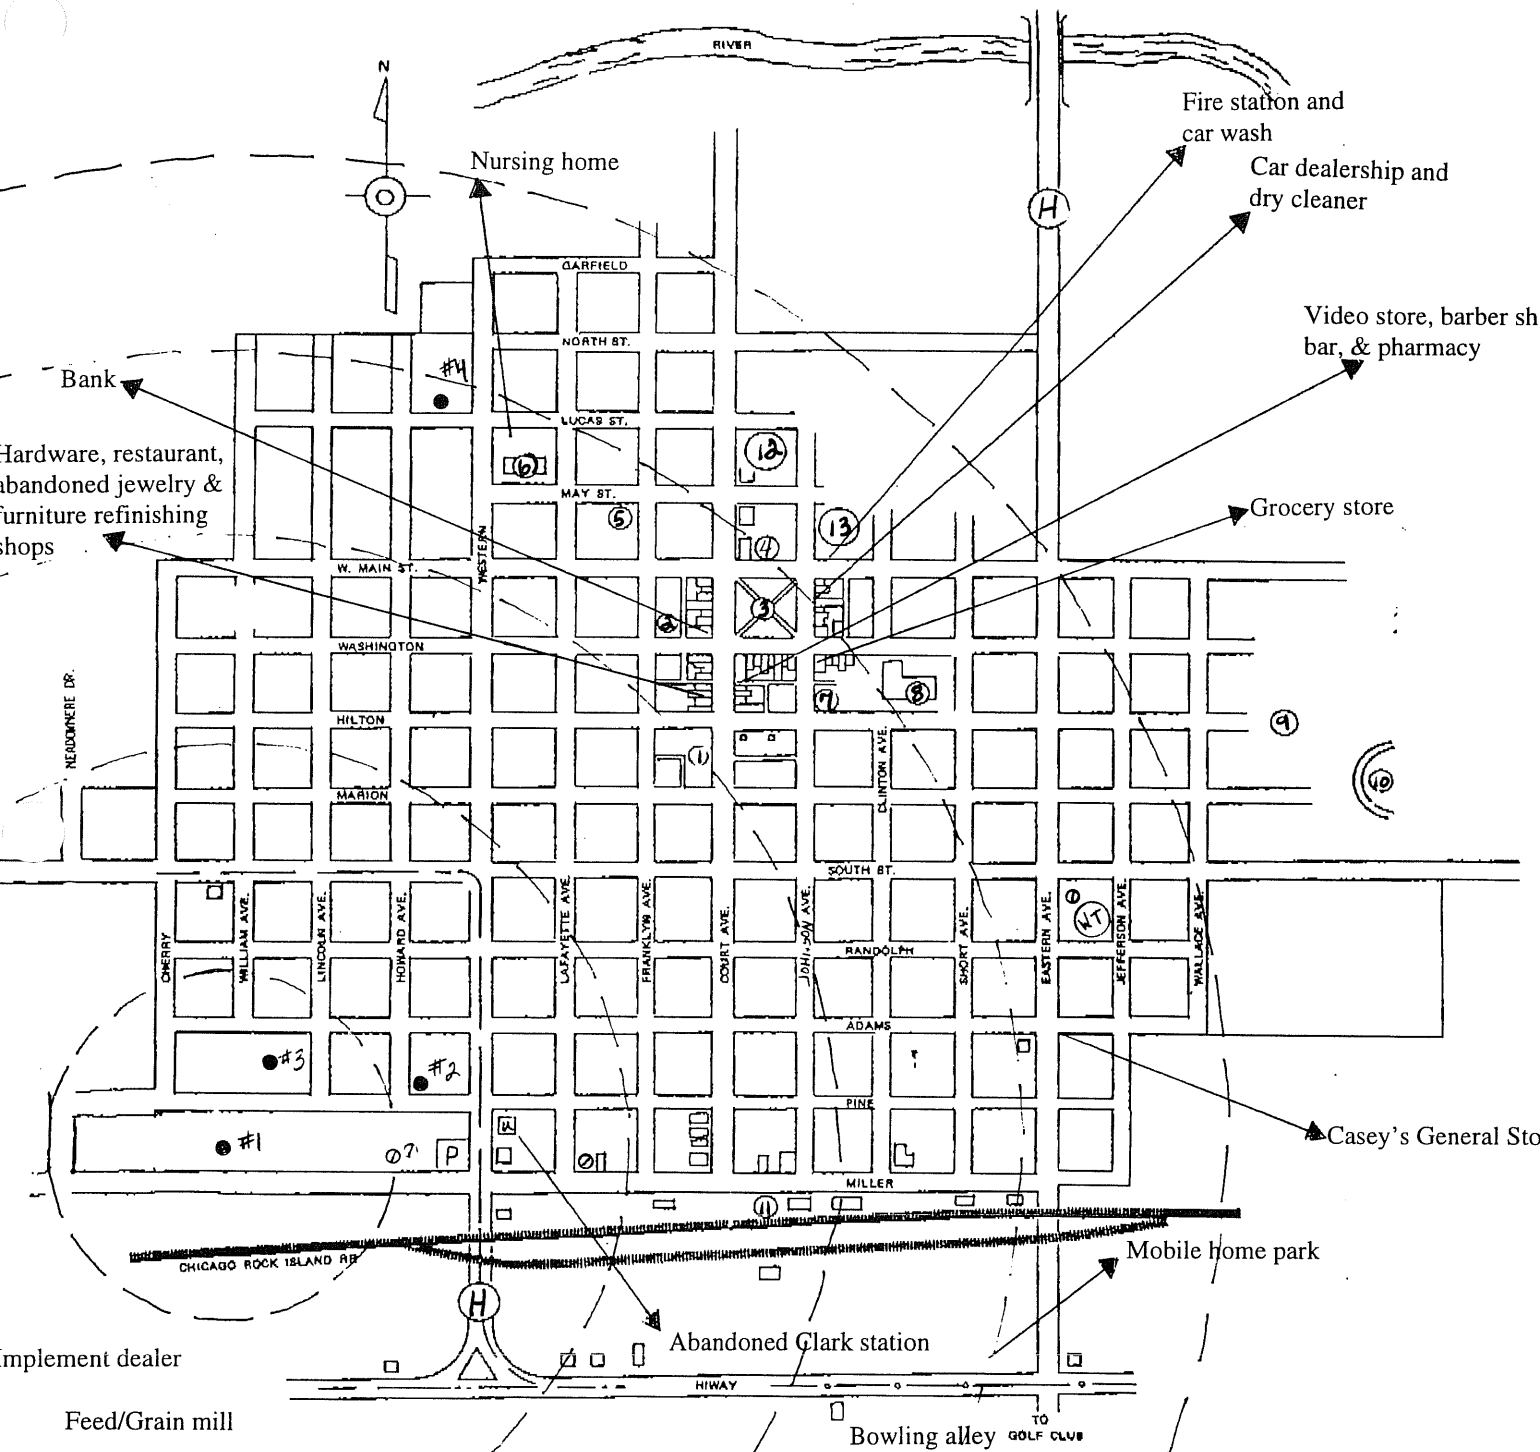 RIVER
N
Fire station and
car wash
Nursing home
Car dealership and
dry cleaner
H
GARFIELD
Video store, barber sh
bar, & pharmacy
NORTH ST.
#4
Bank
LUCAS ST.
12
Hardware, restaurant,
abandoned jewelry &
furniture refinishing
shops
6
MAY ST.
5
13
Grocery store
4
WESTERN
W. MAIN ST.
3
2
WASHINGTON
MEADOWMERE DR.
7
8
HILTON
9
1
CLINTON AVE.
10
MARION
SOUTH ST.
WT
CHERRY
WILLIAM AVE.
LINCOLN AVE.
HOWARD AVE.
LAFAYETTE AVE.
FRANKLYN AVE.
COURT AVE.
JOHNSON AVE.
RANDOLPH
SHORT AVE.
EASTERN AVE.
JEFFERSON AVE.
WALLACE AVE.
ADAMS
#3
#2
PINE
#1
P
u
Casey's General Sto
MILLER
11
CHICAGO ROCK ISLAND RR
Mobile home park
H
Abandoned Clark station
Implement dealer
HIWAY
Feed/Grain mill
Bowling alley
TO
GOLF CLUB